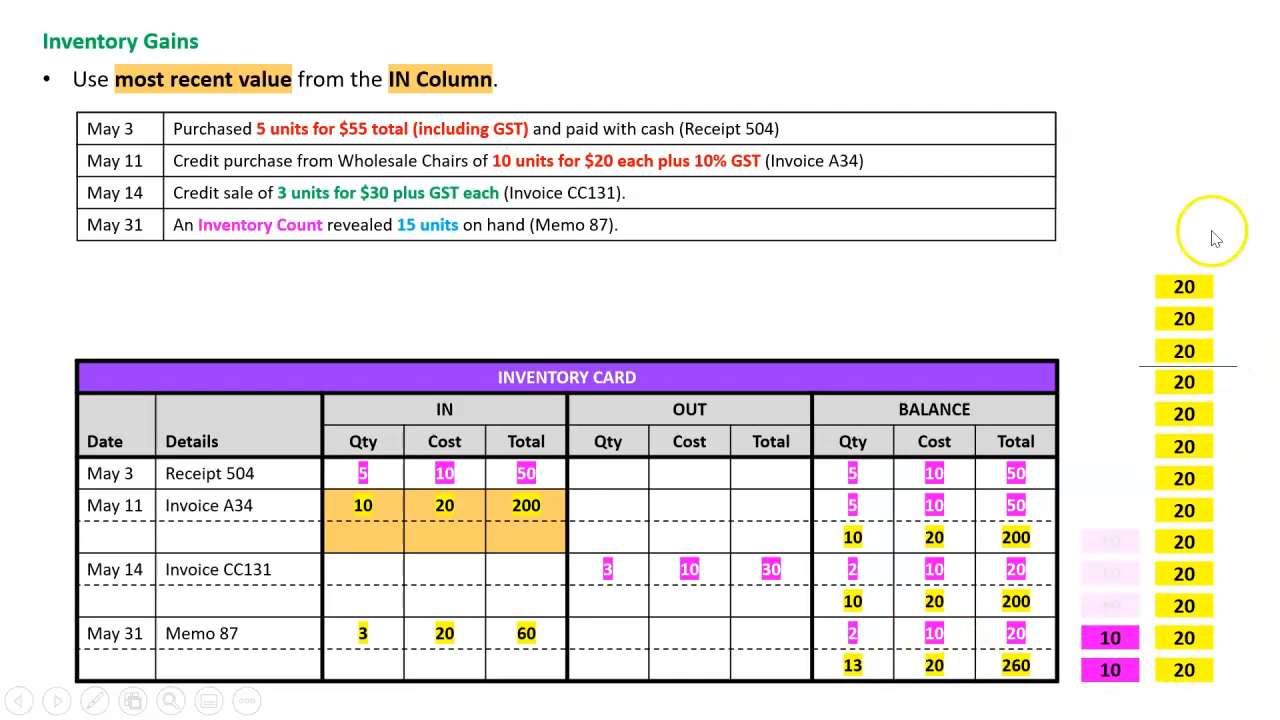 Inventory Gains
• Use most recent value from the IN Column.
May 3 Purchased 5 units for $55 total (including GST) and paid with cash (Receipt 504)
May 11 Credit purchase from Wholesale Chairs of 10 units for $20 each plus 10% GST (Invoice A34)
May 14 Credit sale of 3 units for $30 plus GST each (Invoice CC131).
May 31 An Inventory Count revealed 15 units on hand (Memo 87).
INVENTORY CARD
IN OUT BALANCE
Date Details Qty Cost Total Qty Cost Total Qty Cost Total
May 3 Receipt 504 5 10 50 5 10 50
May 11 Invoice A34 10 20 200 5 10 50
10 20 200
May 14 Invoice CC131 3 10 30 2 10 20
10 20 200
May 31 Memo 87 3 20 60 2 10 20
13 20 260
20
20
20
20
20
20
20
20
10 20
10 20
10 20
10 20
10 20